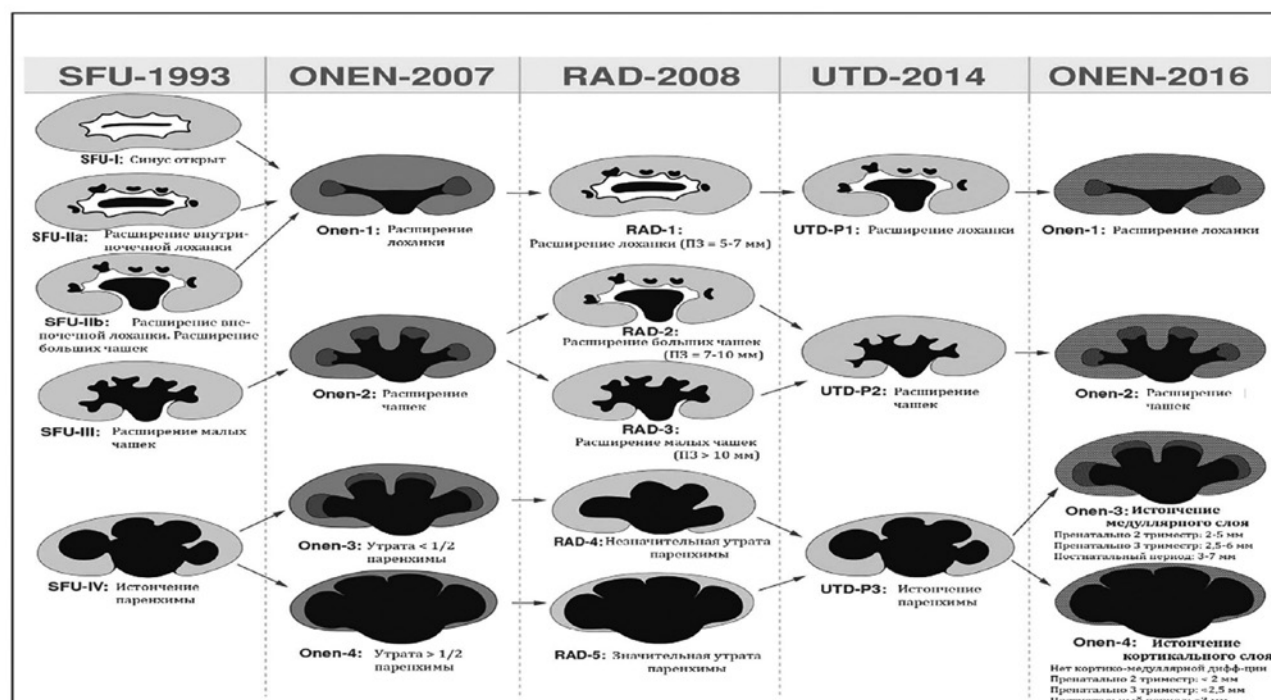 SFU-1993
ONEN-2007
RAD-2008
UTD-2014
ONEN-2016
SFU-I: Синус открыт
SFU-IIa: Расширение внутри-
почечной лоханки
SFU-IIb: Расширение вне-
почечной лоханки. Расширение
больших чашек
SFU-III: Расширение малых
чашек
SFU-IV: Истончение
паренхимы
Onen-1: Расширение
лоханки
Onen-2: Расширение
чашек
Onen-3: Утрата < 1/2
паренхимы
Onen-4: Утрата > 1/2
паренхимы
RAD-1:
Расширение лоханки (ПЗ = 5-7 мм)
RAD-2:
Расширение больших чашек
(ПЗ = 7-10 мм)
RAD-3:
Расширение малых чашек
(ПЗ > 10 мм)
RAD-4: Незначительная утрата
паренхимы
RAD-5: Значительная утрата
паренхимы
UTD-P1: Расширение лоханки
UTD-P2: Расширение
чашек
UTD-P3: Истончение
паренхимы
Onen-1: Расширение лоханки
Onen-2: Расширение
чашек
Onen-3: Истончение
медуллярного слоя
Пренатально 2 триместр: 2-5 мм
Пренатально 3 триместр: 2,5-6 мм
Постнатальный период: 3-7 мм
Onen-4: Истончение
кортикального слоя
Нет кортико-медуллярной дифф-ции
Пренатально 2 триместр: < 2 мм
Пренатально 3 триместр: <2,5 мм